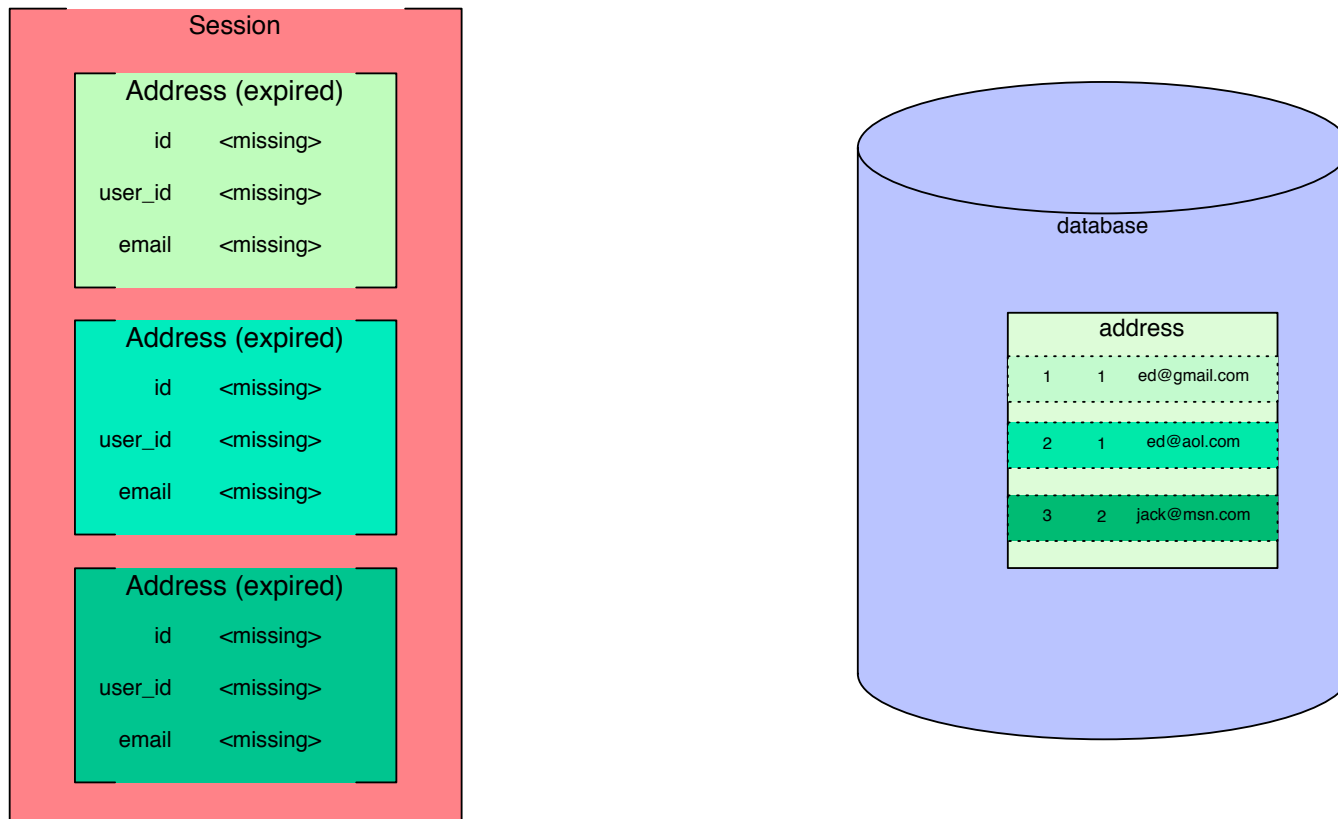 Session
Address (expired)
id <missing>
user_id <missing>
email <missing>
Address (expired)
id <missing>
user_id <missing>
email <missing>
Address (expired)
id <missing>
user_id <missing>
email <missing>
database
address
1 1 ed@gmail.com
2 1 ed@aol.com
3 2 jack@msn.com